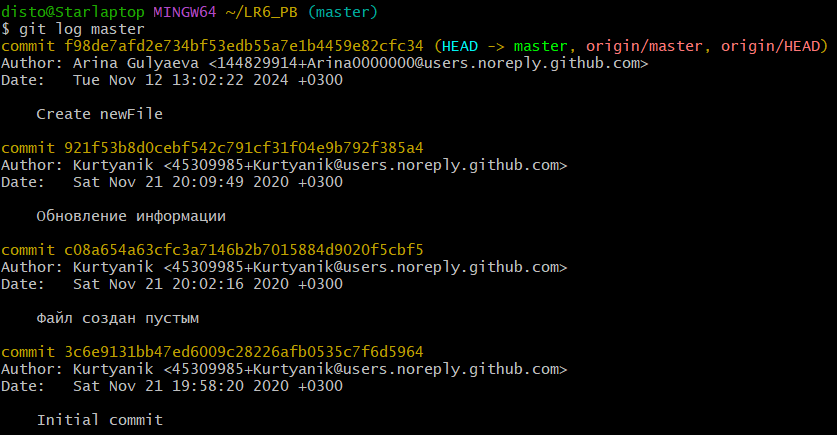 disto@Starlaptop MINGW64 ~/LR6_PB (master)
$ git log master
commit f98de7afd2e734bf53edb55a7e1b4459e82cfc34 (HEAD -> master, origin/master, origin/HEAD)
Author: Arina Gulyaeva <144829914+Arina0000000@users.noreply.github.com>
Date:   Tue Nov 12 13:02:22 2024 +0300
    Create newFile
commit 921f53b8d0cebf542c791cf31f04e9b792f385a4
Author: Kurtyanik <45309985+Kurtyanik@users.noreply.github.com>
Date:   Sat Nov 21 20:09:49 2020 +0300
    Обновление информации
commit c08a654a63cfc3a7146b2b7015884d9020f5cbf5
Author: Kurtyanik <45309985+Kurtyanik@users.noreply.github.com>
Date:   Sat Nov 21 20:02:16 2020 +0300
    Файл создан пустым
commit 3c6e9131bb47ed6009c28226afb0535c7f6d5964
Author: Kurtyanik <45309985+Kurtyanik@users.noreply.github.com>
Date:   Sat Nov 21 19:58:20 2020 +0300
    Initial commit